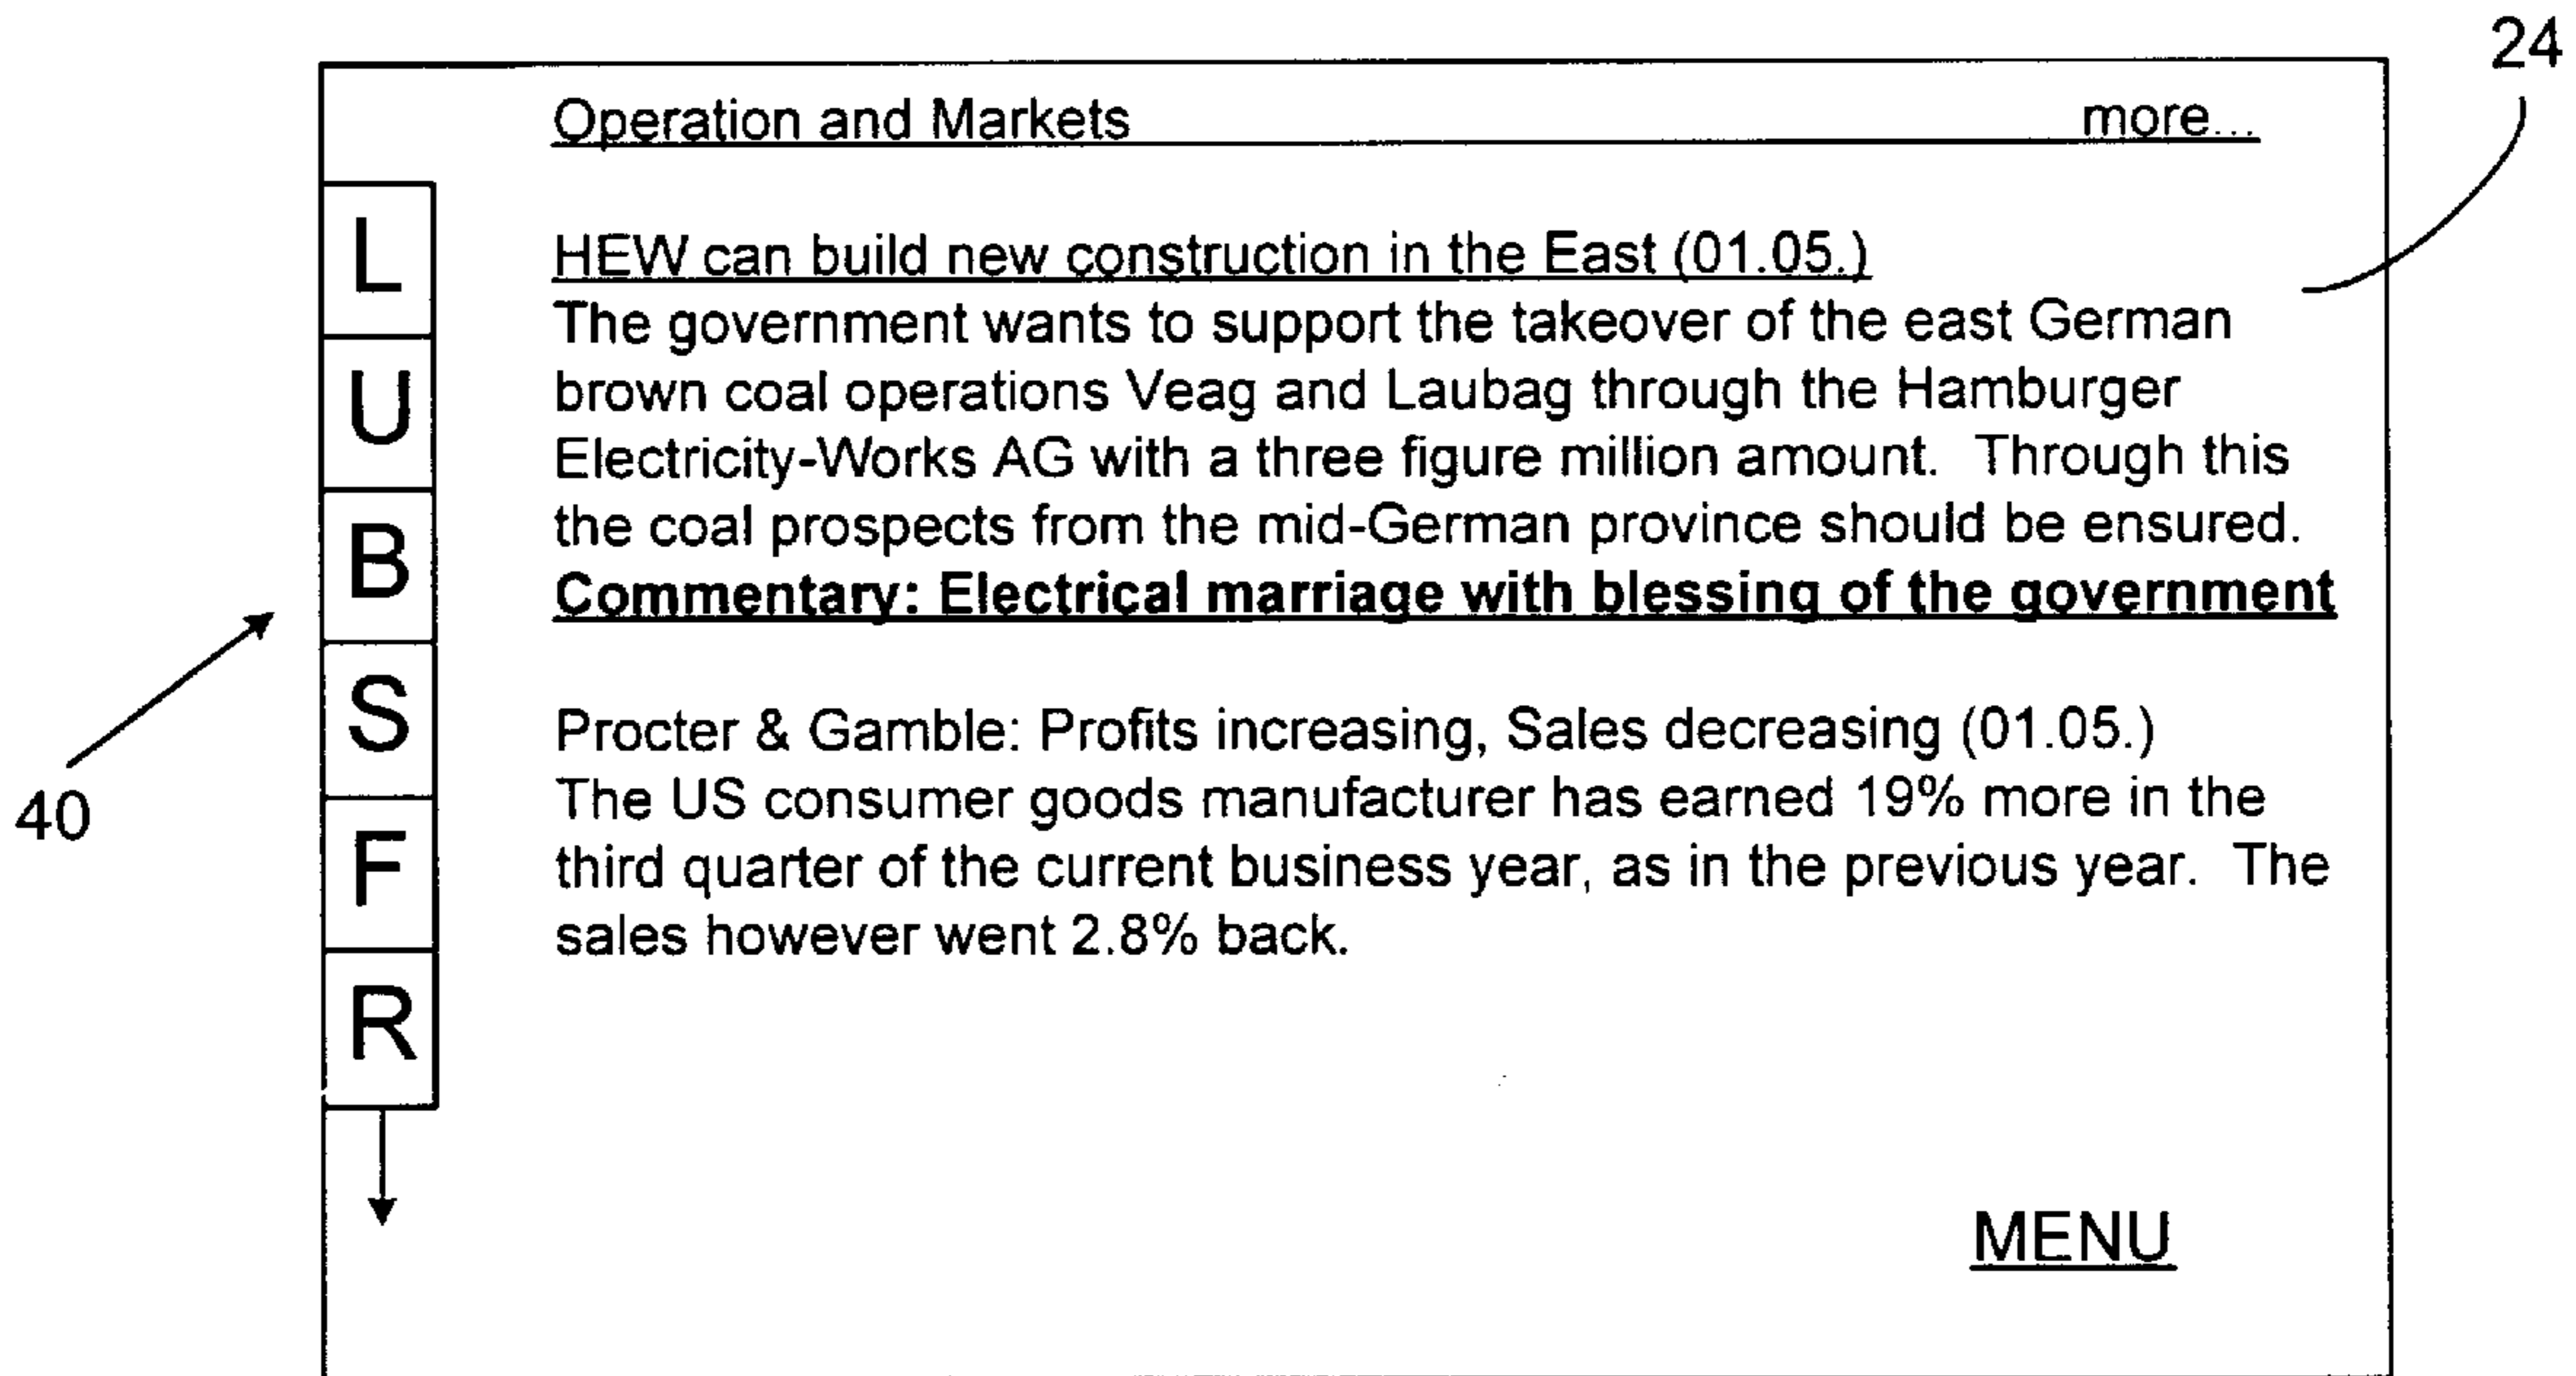 24
Operation and Markets more...
L
U
B
S
F
R
40
HEW can build new construction in the East (01.05.)
The government wants to support the takeover of the east German
brown coal operations Veag and Laubag through the Hamburger
Electricity-Works AG with a three figure million amount. Through this
the coal prospects from the mid-German province should be ensured.
Commentary: Electrical marriage with blessing of the government
Procter & Gamble: Profits increasing, Sales decreasing (01.05.)
The US consumer goods manufacturer has earned 19% more in the
third quarter of the current business year, as in the previous year. The
sales however went 2.8% back.
MENU